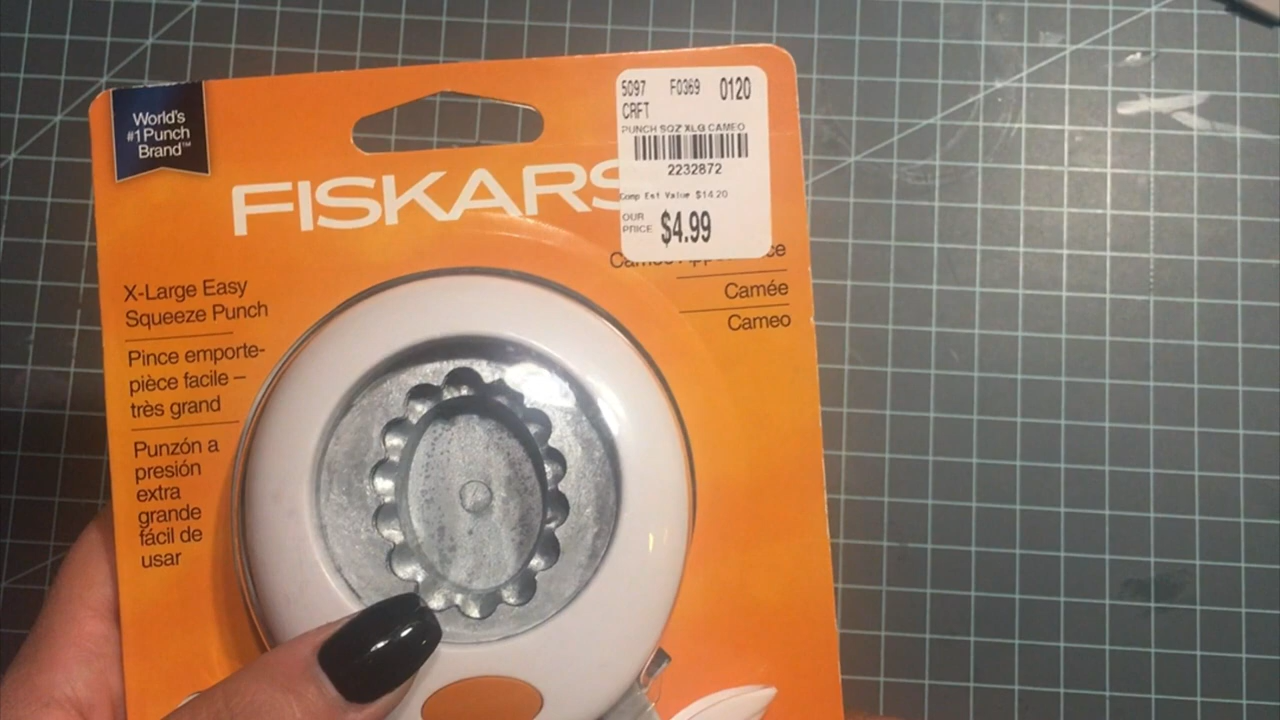 World's
#1 Punch
Brand™
FISKARS
5097 F0369 0120
CRFT
PUNCH SQZ XLG CAMEO
2232872
Comp Est Value $14.20
OUR
PRICE $4.99
X-Large Easy
Squeeze Punch
Pince emporte-
pièce facile –
très grand
Punzón a
presión
extra
grande
fácil de
usar
Camée
Cameo